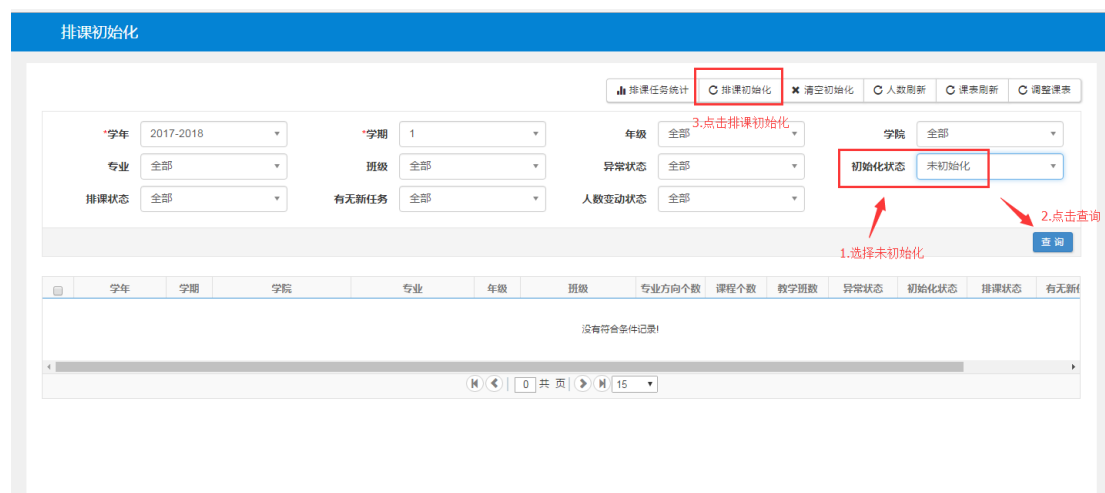 排课初始化
排课任务统计 排课初始化 清空初始化 人数刷新 课表刷新 调整课表
3.点击排课初始化
*学年 2017-2018 *学期 1 年级 全部 学院 全部
专业 全部 班级 全部 异常状态 全部 初始化状态 未初始化
排课状态 全部 有无新任务 全部 人数变动状态 全部
2.点击查询
查 询
1.选择未初始化
学年 学期 学院 专业 年级 班级 专业方向个数 课程个数 教学班数 异常状态 初始化状态 排课状态 有无新
没有符合条件记录!
0 共 页 15